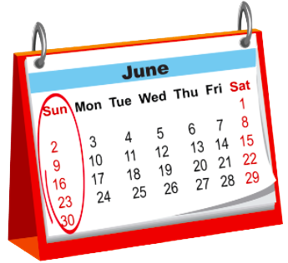 June
Sun Mon Tue Wed Thu Fri Sat
1
2 3 4 5 6 7 8
9 10 11 12 13 14 15
16 17 18 19 20 21 22
23 24 25 26 27 28 29
30